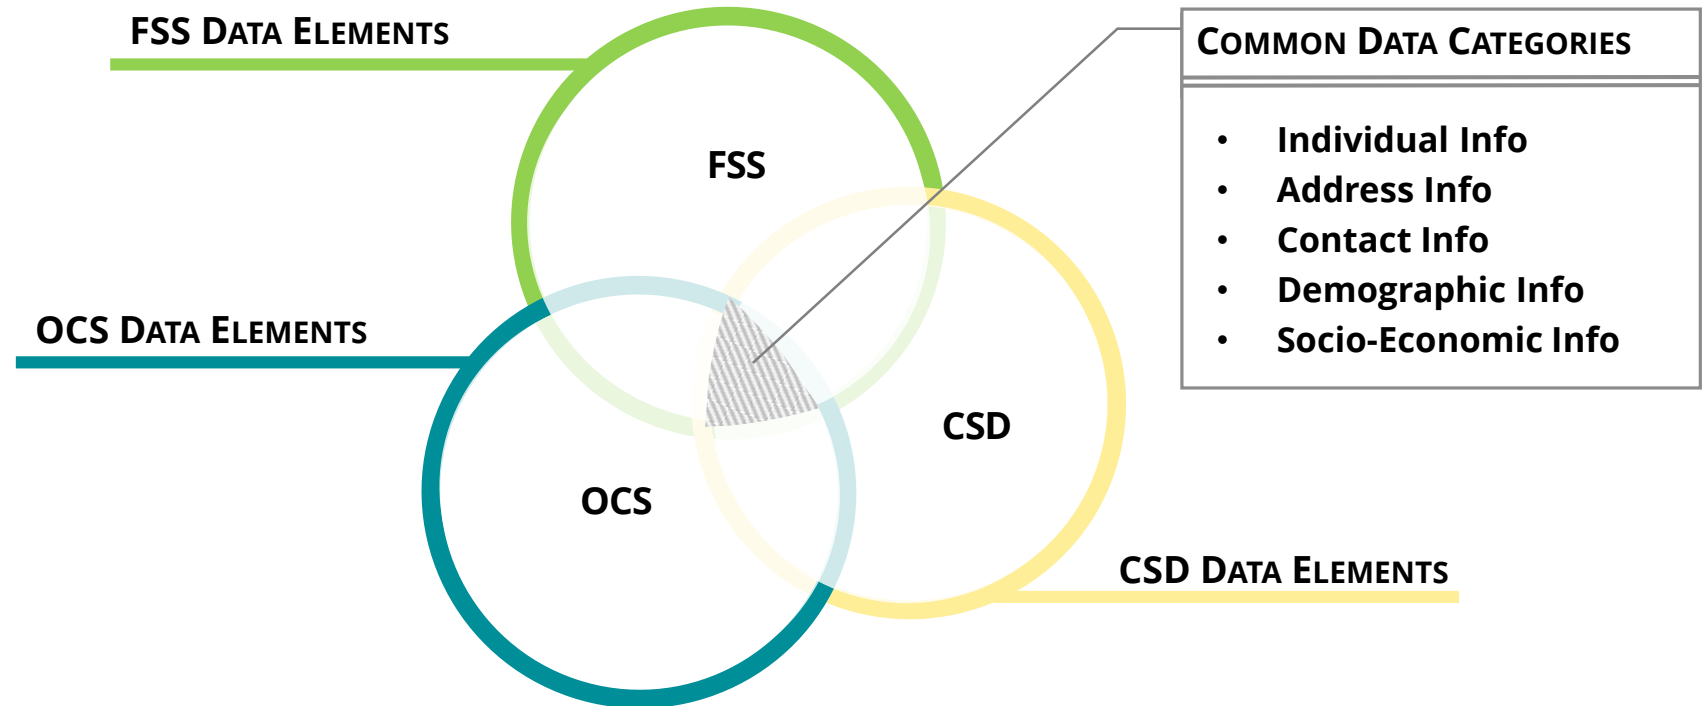 FSS DATA ELEMENTS
COMMON DATA CATEGORIES
• Individual Info
• Address Info
• Contact Info
• Demographic Info
• Socio-Economic Info
FSS
OCS DATA ELEMENTS
CSD
OCS
CSD DATA ELEMENTS